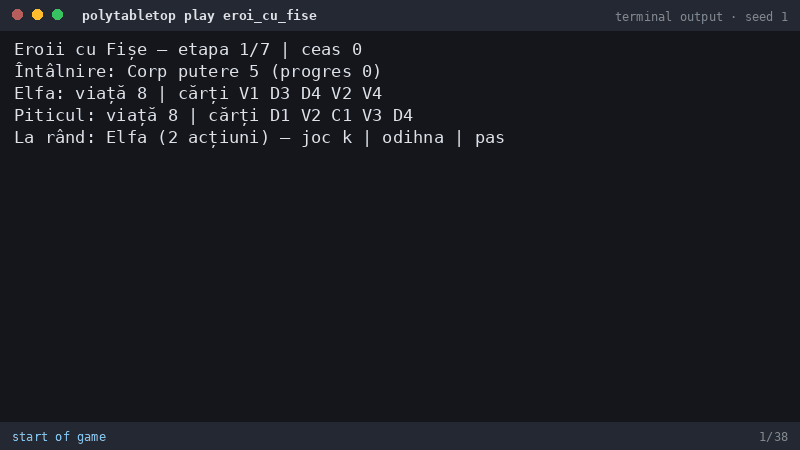 polytabletop play eroi_cu_fise
terminal output · seed 1
Eroii cu Fișe — etapa 1/7 | ceas 0
Întâlnire: Corp putere 5 (progres 0)
Elfa: viață 8 | cărți V1 D3 D4 V2 V4
Piticul: viață 8 | cărți D1 V2 C1 V3 D4
La rând: Elfa (2 acțiuni) — joc k | odihna | pas
start of game
1/38